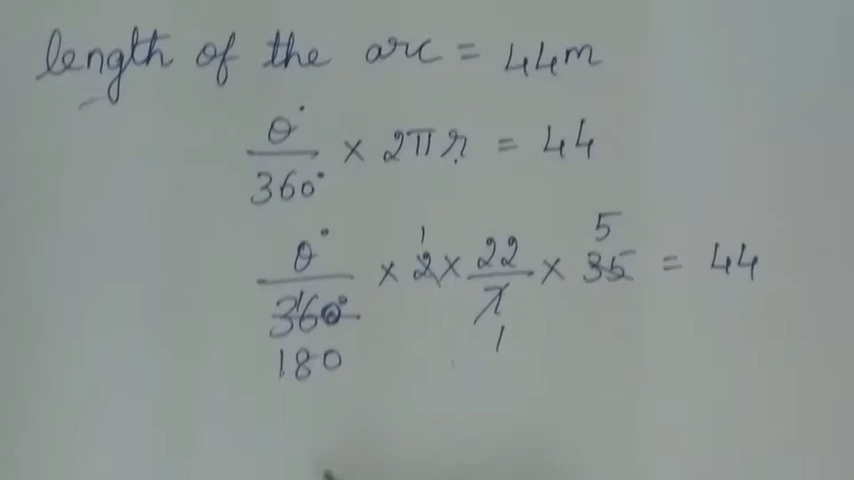 length of the arc = 44m
θ°/360° × 2πr = 44
θ°/360° × 2 × 22/7 × 35 = 44
180 1 1 5